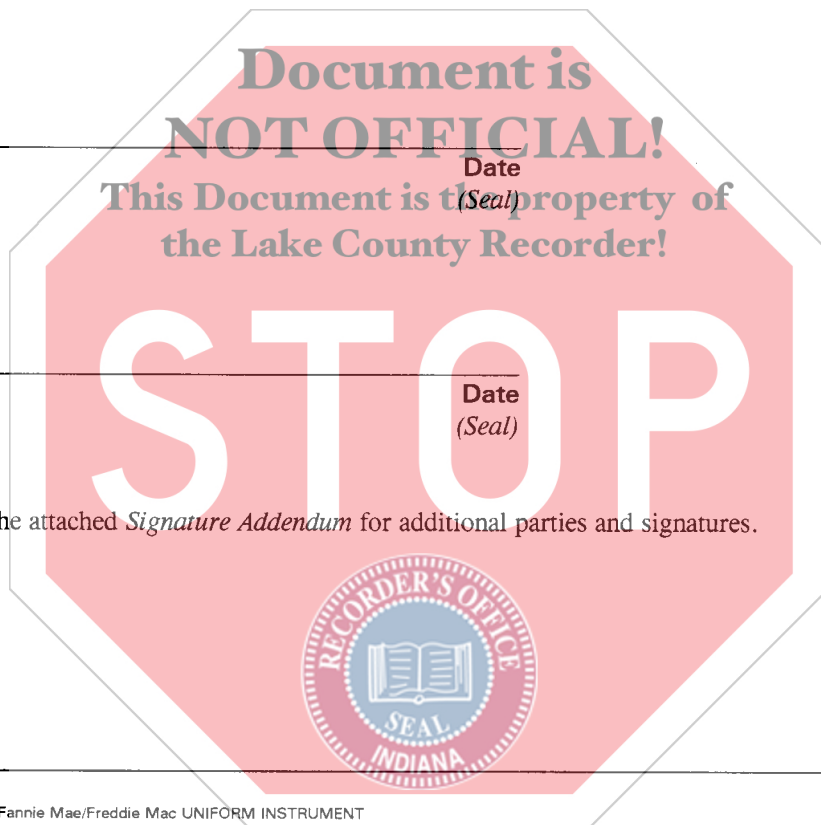 Document is
NOT OFFICIAL!
Date
This Document is the property of
(Seal)
the Lake County Recorder!
STOP
Date
(Seal)
he attached Signature Addendum for additional parties and signatures.
RECORDER'S OFFICE
SEAL
INDIANA
Fannie Mae/Freddie Mac UNIFORM INSTRUMENT